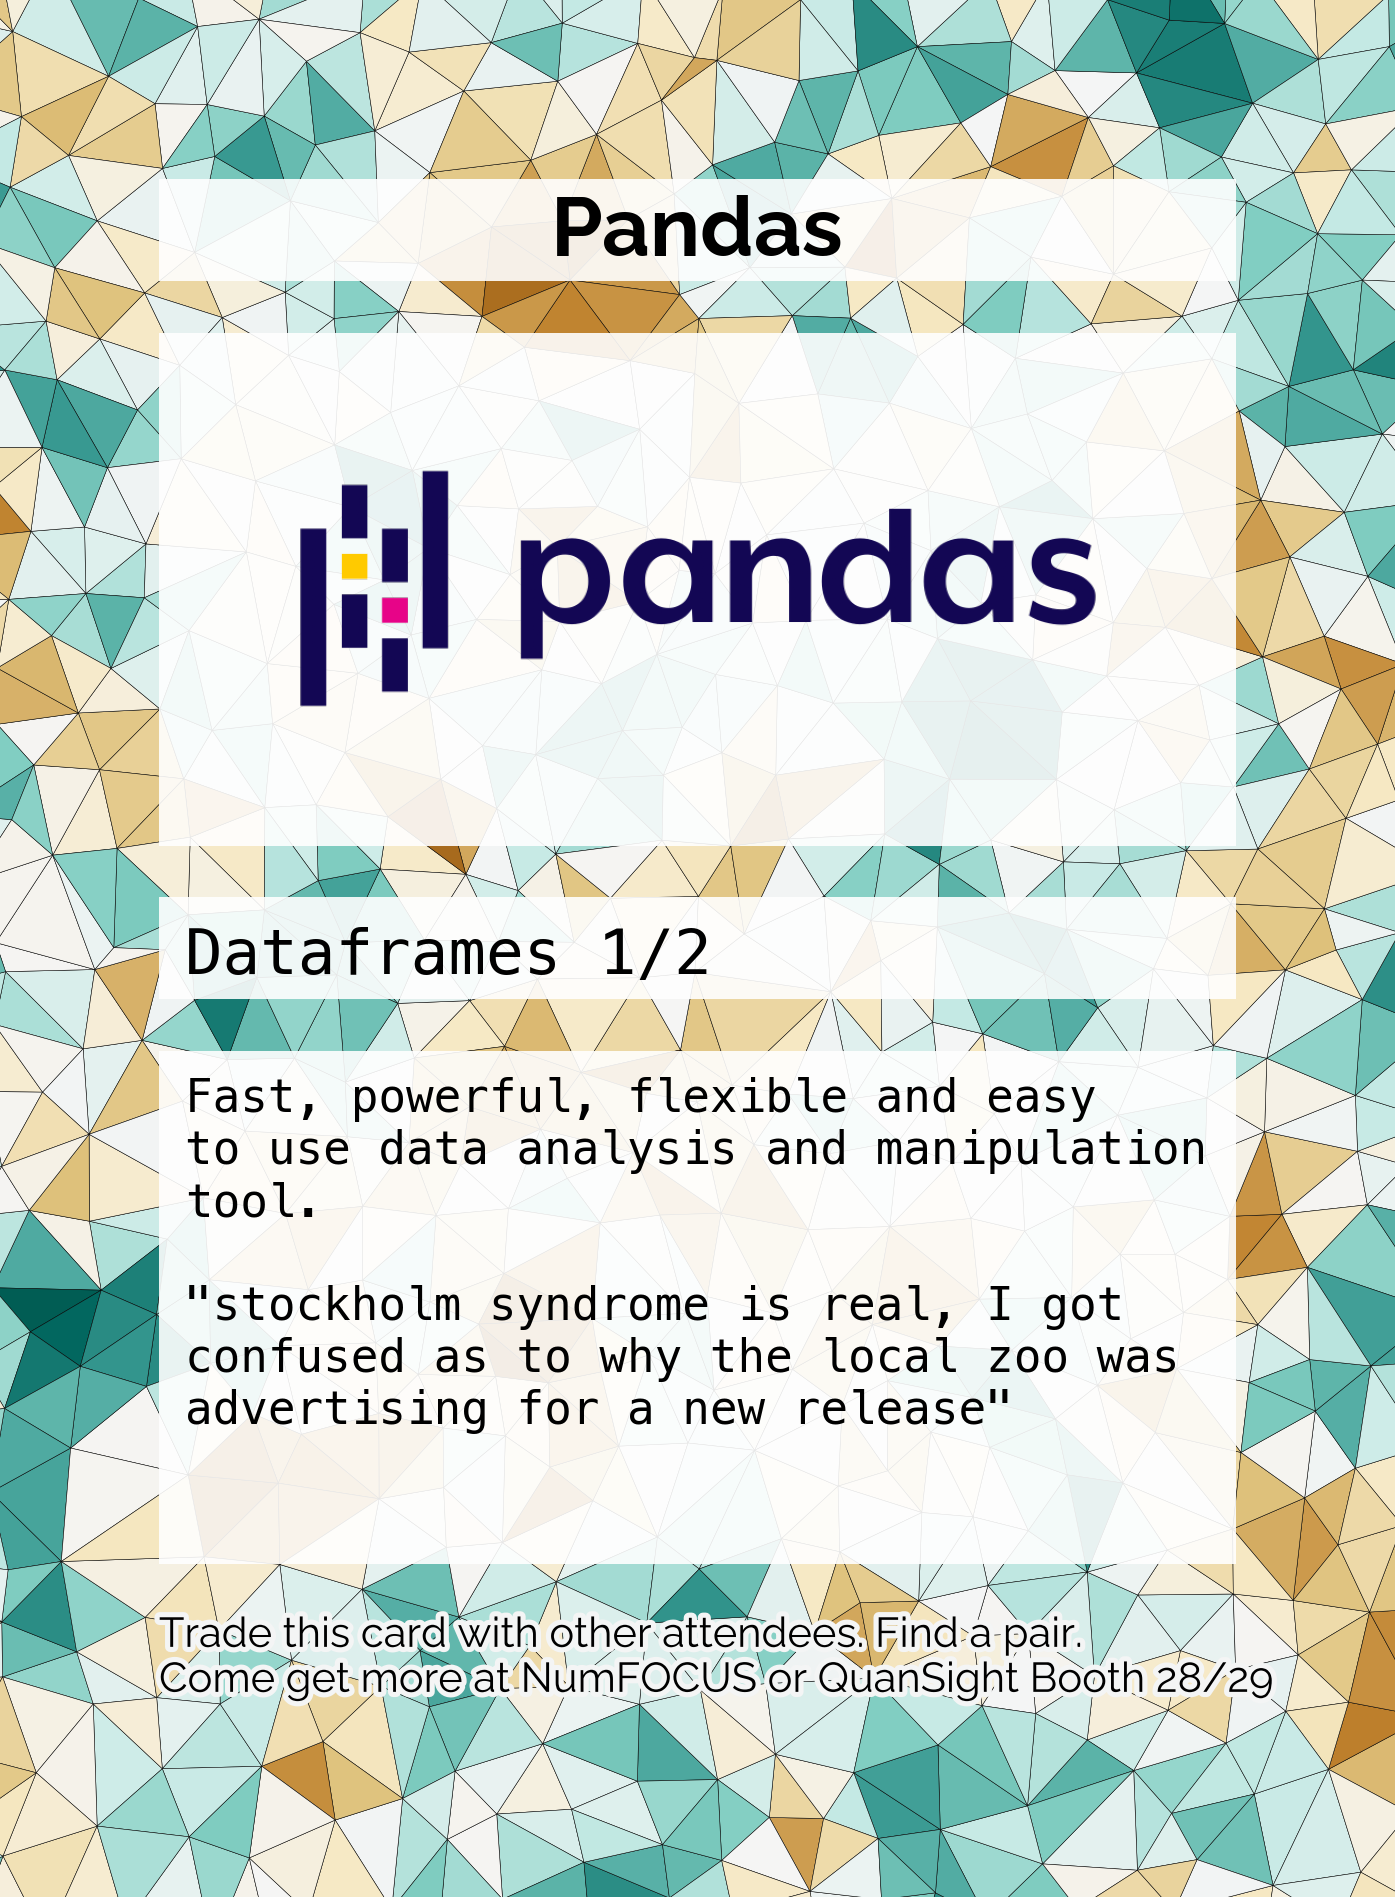 Pandas
pandas
Dataframes 1/2
Fast, powerful, flexible and easy
to use data analysis and manipulation
tool.
"stockholm syndrome is real, I got
confused as to why the local zoo was
advertising for a new release"
Trade this card with other attendees. Find a pair.
Come get more at NumFOCUS or QuanSight Booth 28/29